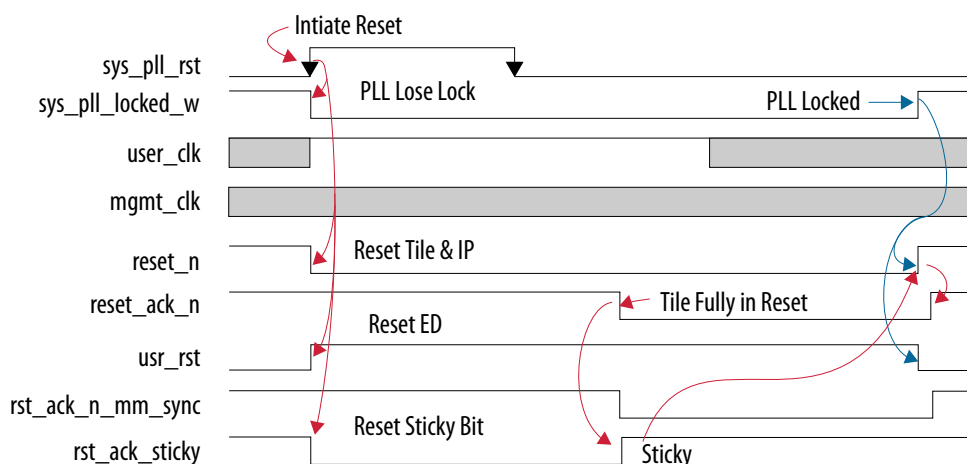 Intiate Reset
sys_pll_rst
sys_pll_locked_w
PLL Lose Lock
PLL Locked
user_clk
mgmt_clk
reset_n
Reset Tile & IP
reset_ack_n
Tile Fully in Reset
Reset ED
usr_rst
rst_ack_n_mm_sync
Reset Sticky Bit
rst_ack_sticky
Sticky